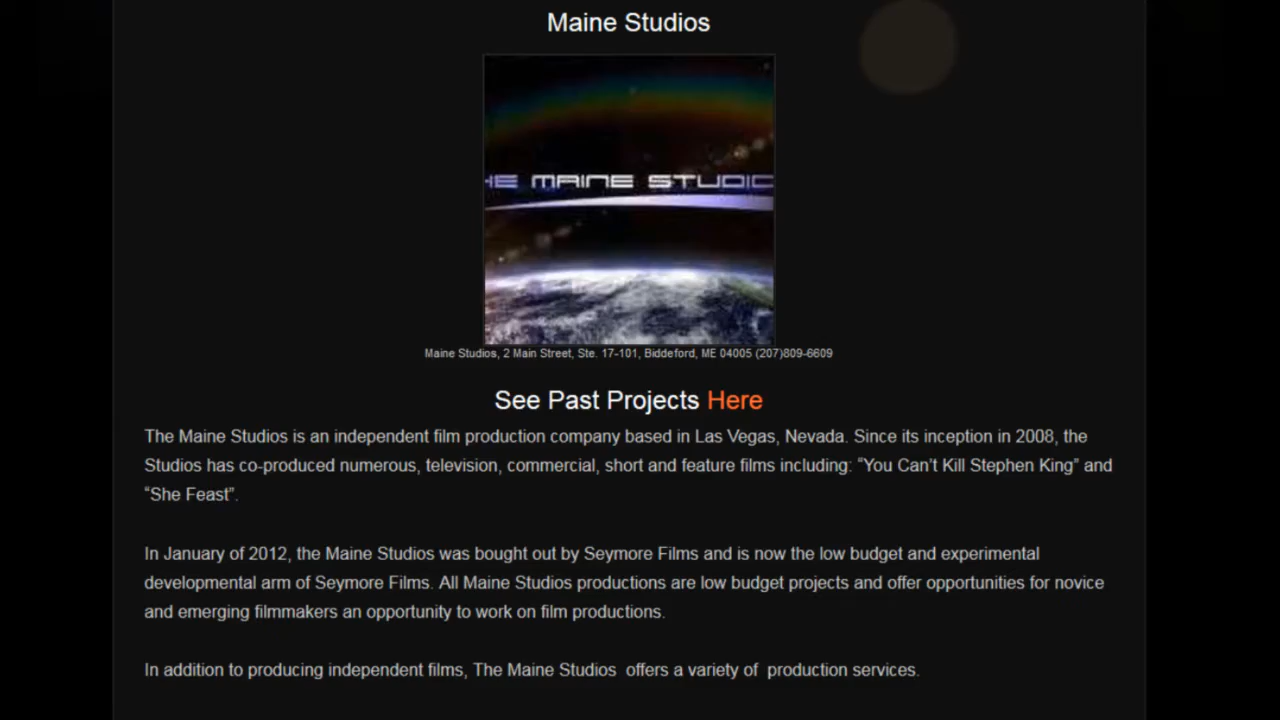 Maine Studios
HE MAINE STUDIO
Maine Studios, 2 Main Street, Ste. 17-101, Biddeford, ME 04005 (207)809-6609
See Past Projects Here
The Maine Studios is an independent film production company based in Las Vegas, Nevada. Since its inception in 2008, the
Studios has co-produced numerous, television, commercial, short and feature films including: “You Can’t Kill Stephen King” and
“She Feast”.
In January of 2012, the Maine Studios was bought out by Seymore Films and is now the low budget and experimental
developmental arm of Seymore Films. All Maine Studios productions are low budget projects and offer opportunities for novice
and emerging filmmakers an opportunity to work on film productions.
In addition to producing independent films, The Maine Studios  offers a variety of  production services.